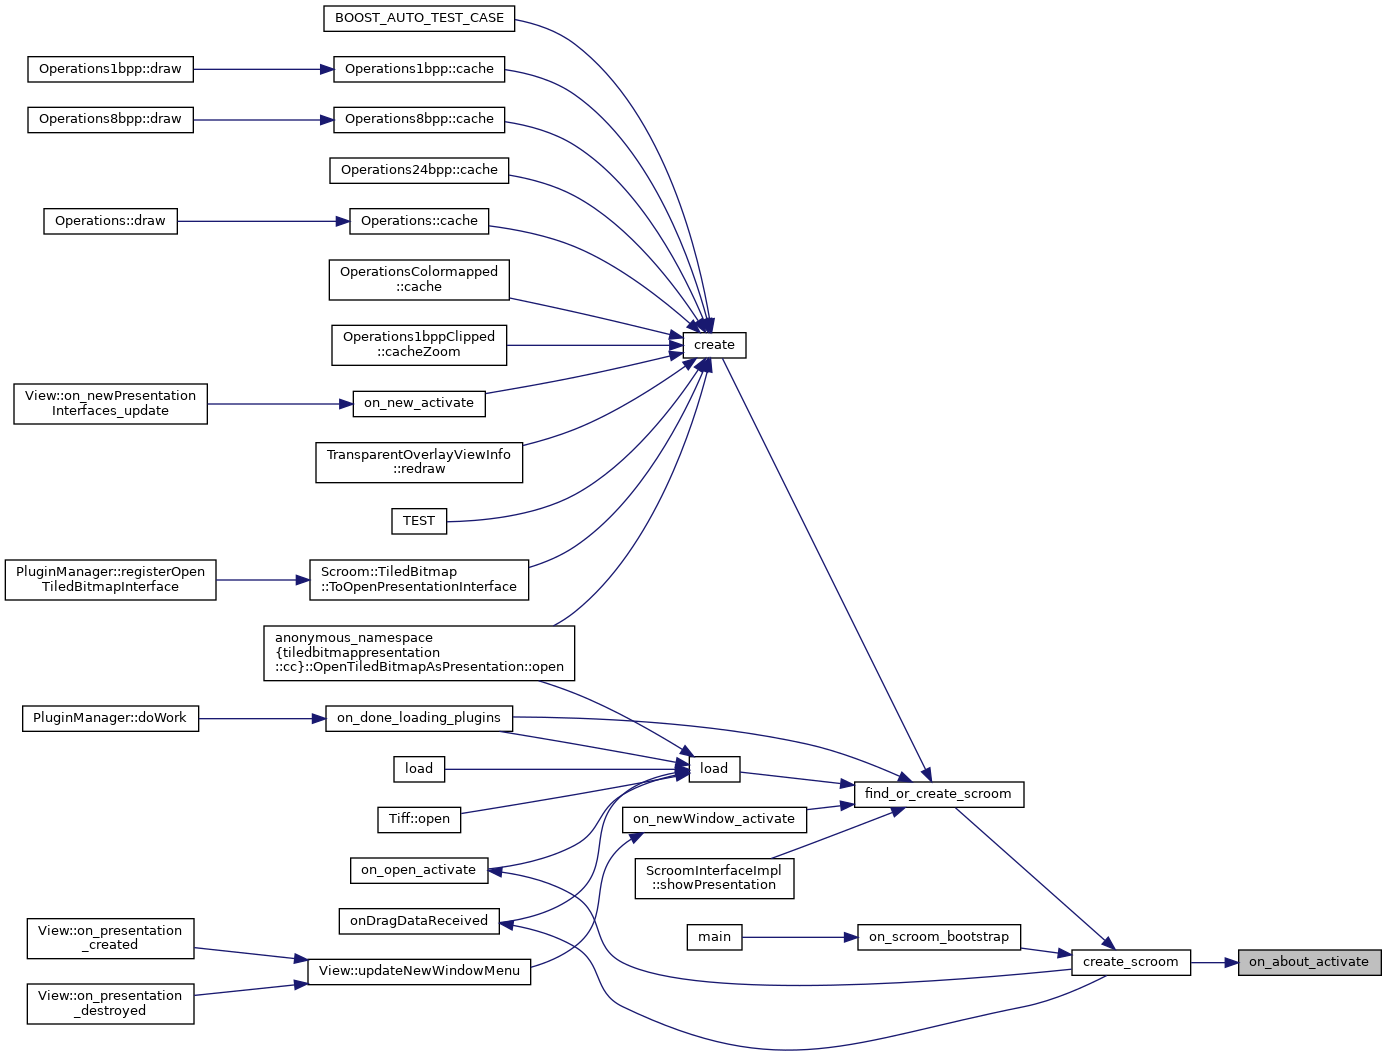 BOOST_AUTO_TEST_CASE
Operations1bpp::draw
Operations1bpp::cache
Operations8bpp::draw
Operations8bpp::cache
Operations24bpp::cache
Operations::draw
Operations::cache
OperationsColormapped
::cache
Operations1bppClipped
::cacheZoom
create
View::on_newPresentation
Interfaces_update
on_new_activate
TransparentOverlayViewInfo
::redraw
TEST
PluginManager::registerOpen
TiledBitmapInterface
Scroom::TiledBitmap
::ToOpenPresentationInterface
anonymous_namespace
{tiledbitmappresentation
::cc}::OpenTiledBitmapAsPresentation::open
PluginManager::doWork
on_done_loading_plugins
load
load
find_or_create_scroom
Tiff::open
on_newWindow_activate
on_open_activate
ScroomInterfaceImpl
::showPresentation
onDragDataReceived
View::on_presentation
_created
main
on_scroom_bootstrap
View::updateNewWindowMenu
create_scroom
on_about_activate
View::on_presentation
_destroyed